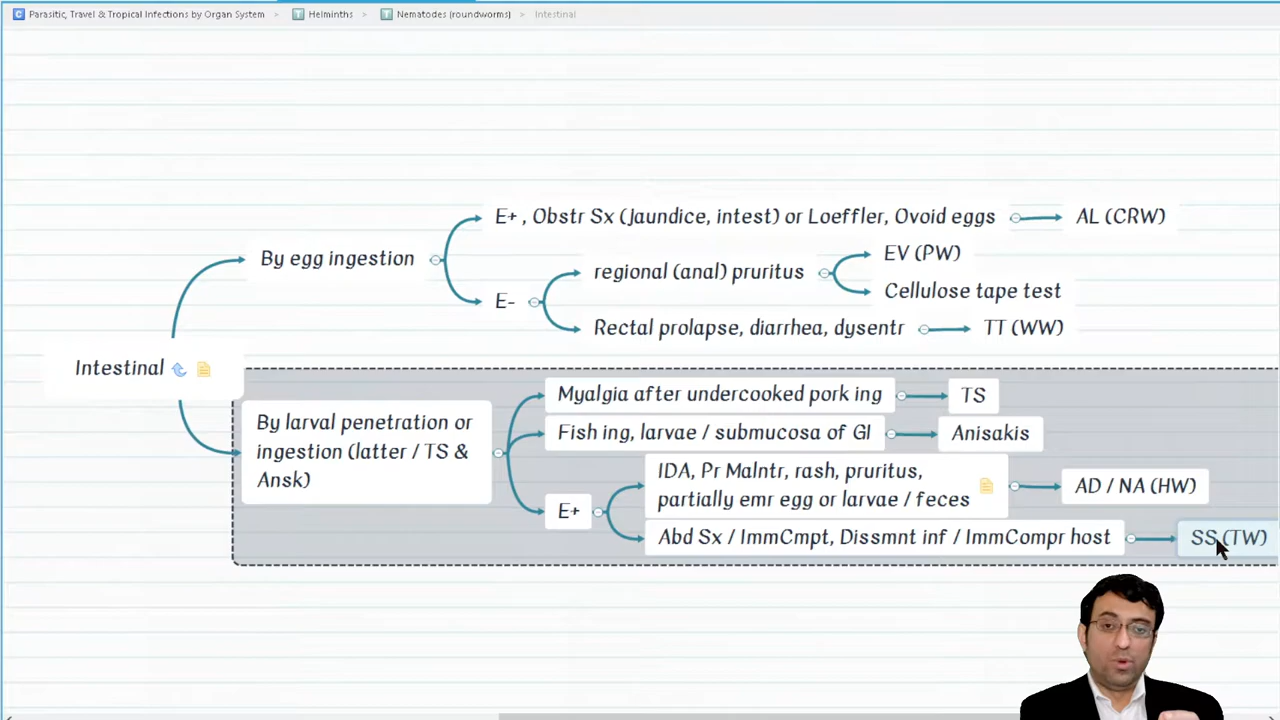 Parasitic, Travel & Tropical Infections by Organ System > Helminths > Nematodes (roundworms) > Intestinal
E+ , Obstr Sx (Jaundice, intest) or Loeffler, Ovoid eggs
AL (CRW)
By egg ingestion
E-
regional (anal) pruritus
EV (PW)
Cellulose tape test
Rectal prolapse, diarrhea, dysentr
TT (WW)
Intestinal
By larval penetration or
ingestion (latter / TS &
Ansk)
Myalgia after undercooked pork ing
TS
Fish ing, larvae / submucosa of GI
Anisakis
E+
IDA, Pr Malntr, rash, pruritus,
partially emr egg or larvae / feces
AD / NA (HW)
Abd Sx / ImmCmpt, Dissmnt inf / ImmCompr host
SS (TW)